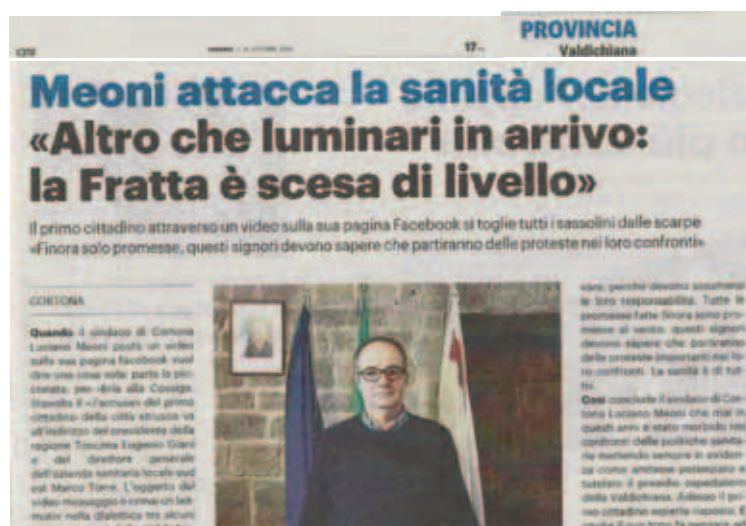 PROVINCIA
Valdichiana
17
Meoni attacca la sanità locale
«Altro che luminari in arrivo:
la Fratta è scesa di livello»
Il primo cittadino attraverso un video sulla sua pagina Facebook si toglie tutti i sassolini dalle scarpe
«Finora solo promesse, questi signori devono sapere che partiranno delle proteste nei loro confronti»
CORTONA
Quando il sindaco di Cortona
Luciano Meoni posta un video
sulla sua pagina facebook vuol
dire una cosa sola: parte la pic-
conata, per dirla alla Cossiga.
Stavolta il «j'accuse» del primo
cittadino della città etrusca va
all'indirizzo del presidente della
regione Toscana Eugenio Giani
e del direttore generale
dell'azienda sanitaria locale sud
est Marco Torre. L'oggetto del
video messaggio è ormai un leit
motiv nella dialettica tra alcuni
care, perché devono assumersi
le loro responsabilità. Tutte le
promesse fatte finora sono pro-
messe al vento: questi signori
devono sapere che partiranno
delle proteste importanti nei lo-
ro confronti. La sanità è di tut-
ti».
Così conclude il sindaco di Cor-
tona Luciano Meoni che mai in
questi anni è stato morbido nei
confronti delle politiche sanita-
rie mettendo sempre in eviden-
za come andasse potenziato e
tutelato il presidio ospedaliero
della Valdichiana. Adesso il pri-
mo cittadino aspetta risposte.